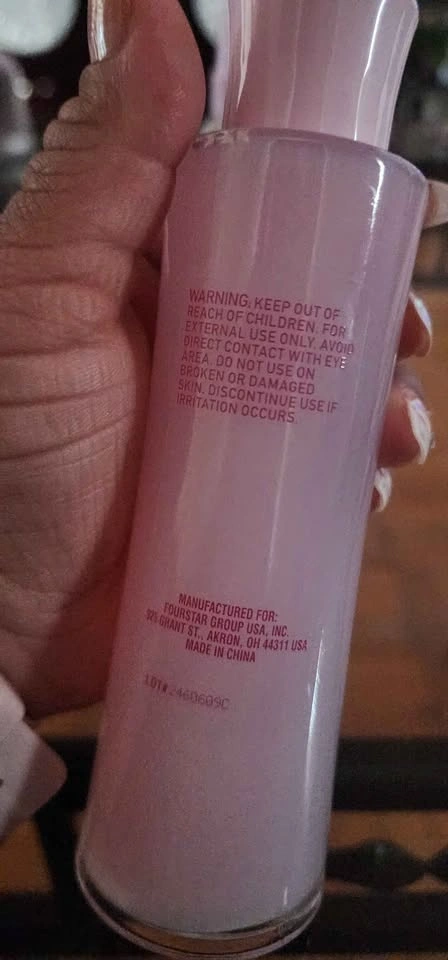 WARNING: KEEP OUT OF
REACH OF CHILDREN. FOR
EXTERNAL USE ONLY. AVOID
DIRECT CONTACT WITH EYE
AREA. DO NOT USE ON
BROKEN OR DAMAGED
SKIN. DISCONTINUE USE IF
IRRITATION OCCURS.
MANUFACTURED FOR:
FOURSTAR GROUP USA, INC.
GRANT ST., AKRON, OH 44311 USA
MADE IN CHINA
LOT#: